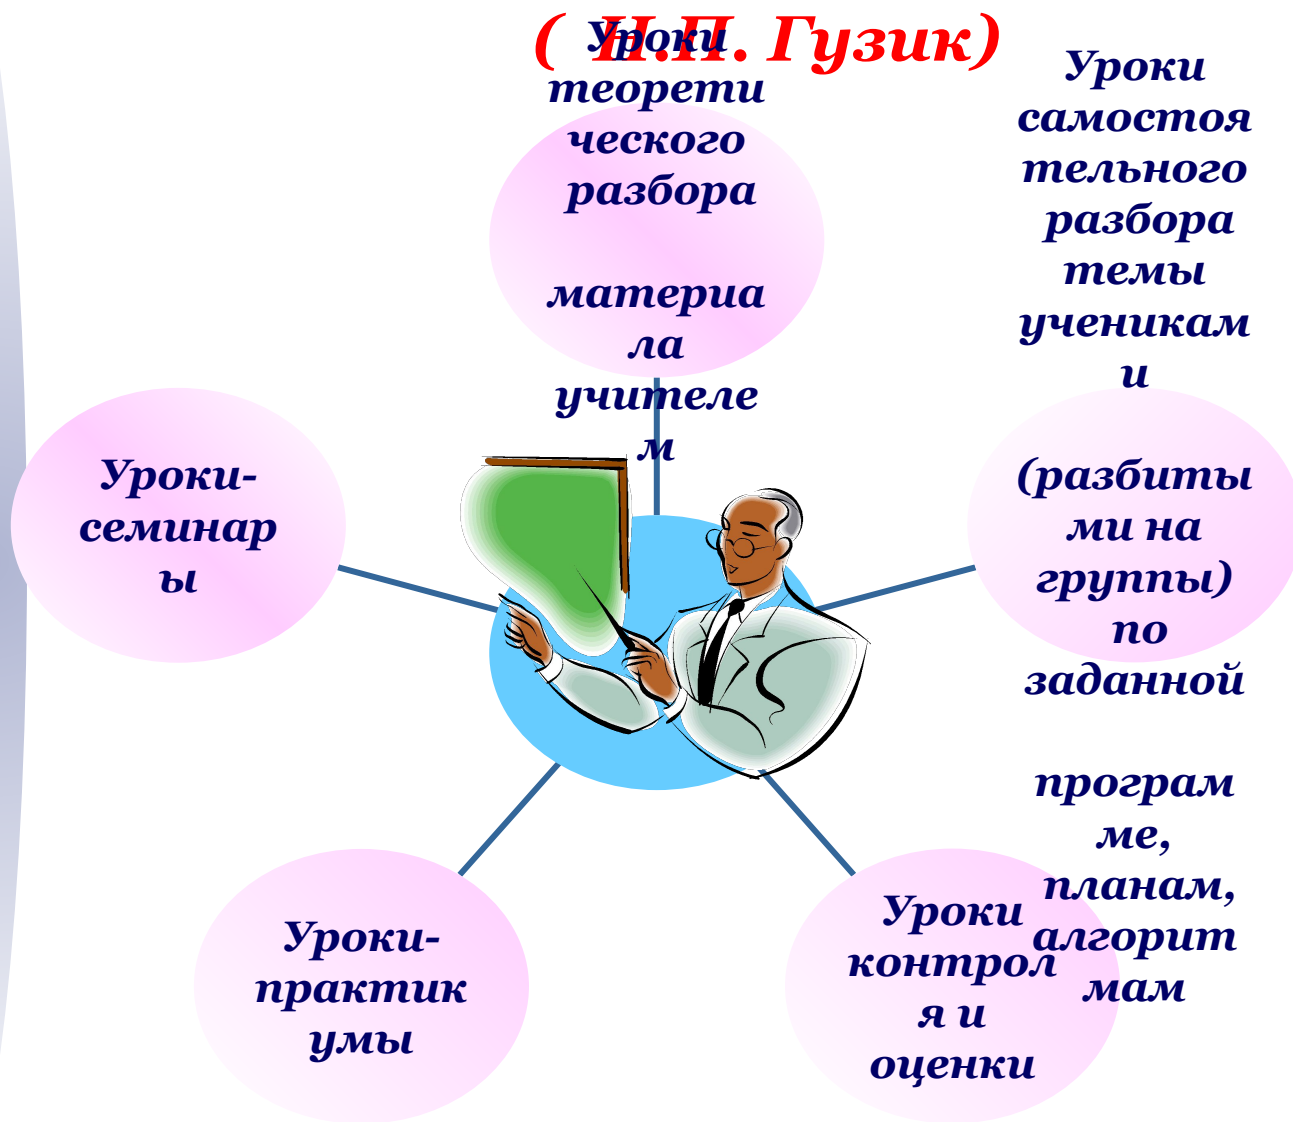 ( Н.П. Гузик)
Уроки
теорети
ческого
разбора
материа
ла
учителе
м
Уроки
самостоя
тельного
разбора
темы
ученикам
и
(разбиты
ми на
группы)
по
заданной
програм
ме,
планам,
алгорит
мам
Уроки
контрол
я и
оценки
Уроки-
практик
умы
Уроки-
семинар
ы